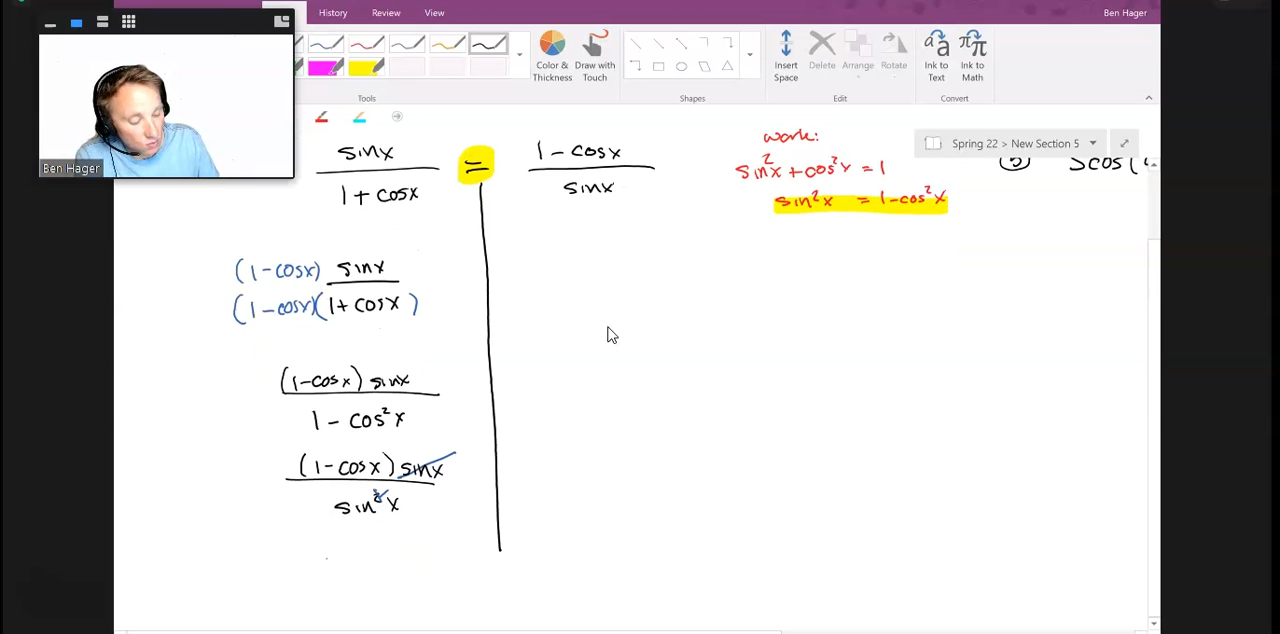 History Review View Ben Hager
Color & Thickness
Draw with Touch
Insert Space
Delete
Arrange
Rotate
Ink to Text
Ink to Math
Tools Shapes Edit Convert
Ben Hager
Spring 22 > New Section 5
sinx / 1 + cosx = 1 - cosx / sinx
work:
sin²x + cos²x = 1
sin²x = 1 - cos²x
(1 - cosx) sinx
(1 - cosx)(1 + cosx)
(1 - cosx) sinx
1 - cos²x
(1 - cosx) sinx
sin²x